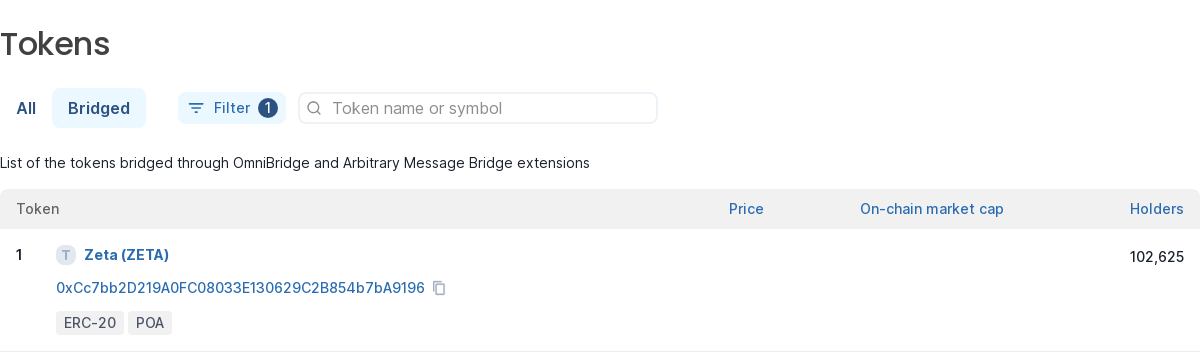 Tokens
All Bridged Filter 1 Token name or symbol
List of the tokens bridged through OmniBridge and Arbitrary Message Bridge extensions
Token Price On-chain market cap Holders
1 T Zeta (ZETA) 102,625
0xCc7bb2D219A0FC08033E130629C2B854b7bA9196
ERC-20 POA